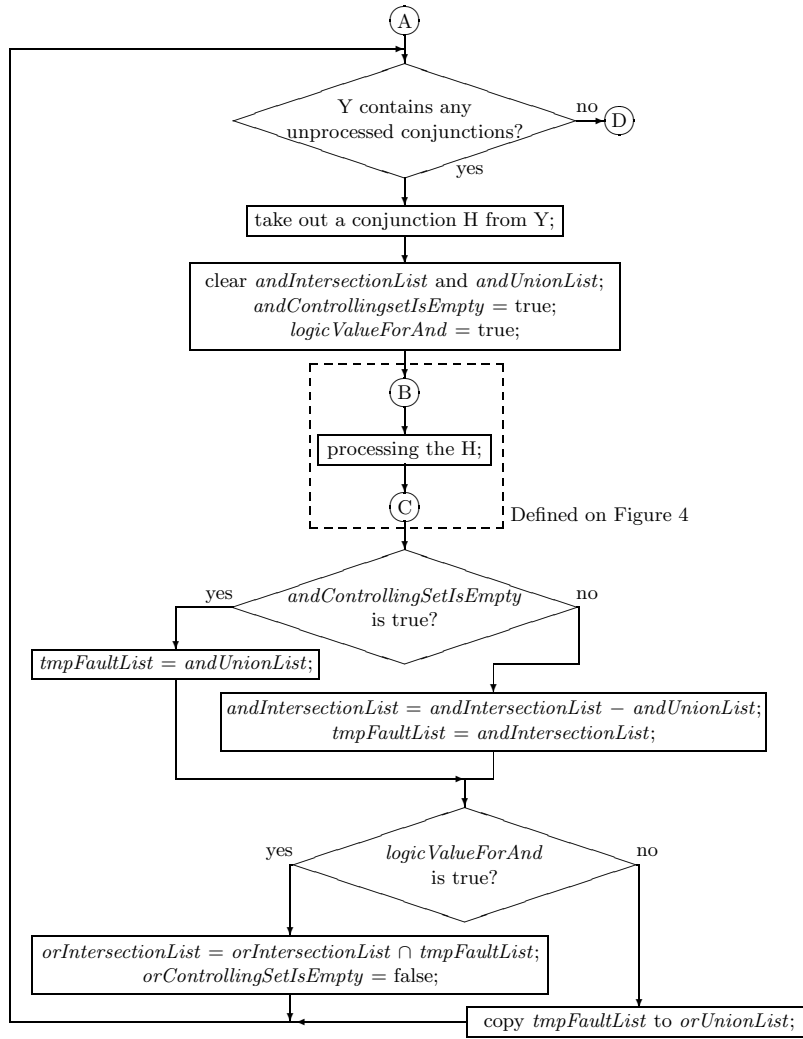 A
Y contains any
unprocessed conjunctions?
no
D
yes
take out a conjunction H from Y;
clear andIntersectionList and andUnionList;
andControllingsetIsEmpty = true;
logicValueForAnd = true;
B
processing the H;
C
Defined on Figure 4
yes
andControllingSetIsEmpty
is true?
no
tmpFaultList = andUnionList;
andIntersectionList = andIntersectionList − andUnionList;
tmpFaultList = andIntersectionList;
yes
logicValueForAnd
is true?
no
orIntersectionList = orIntersectionList ∩ tmpFaultList;
orControllingSetIsEmpty = false;
copy tmpFaultList to orUnionList;